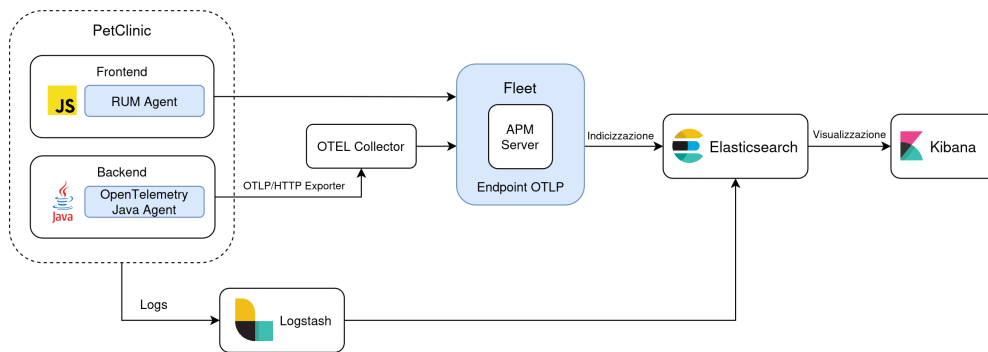 PetClinic
Frontend
JS
RUM Agent
Backend
Java
OpenTelemetry
Java Agent
OTLP/HTTP Exporter
OTEL Collector
Fleet
APM
Server
Endpoint OTLP
Indicizzazione
Elasticsearch
Visualizzazione
Kibana
Logs
Logstash